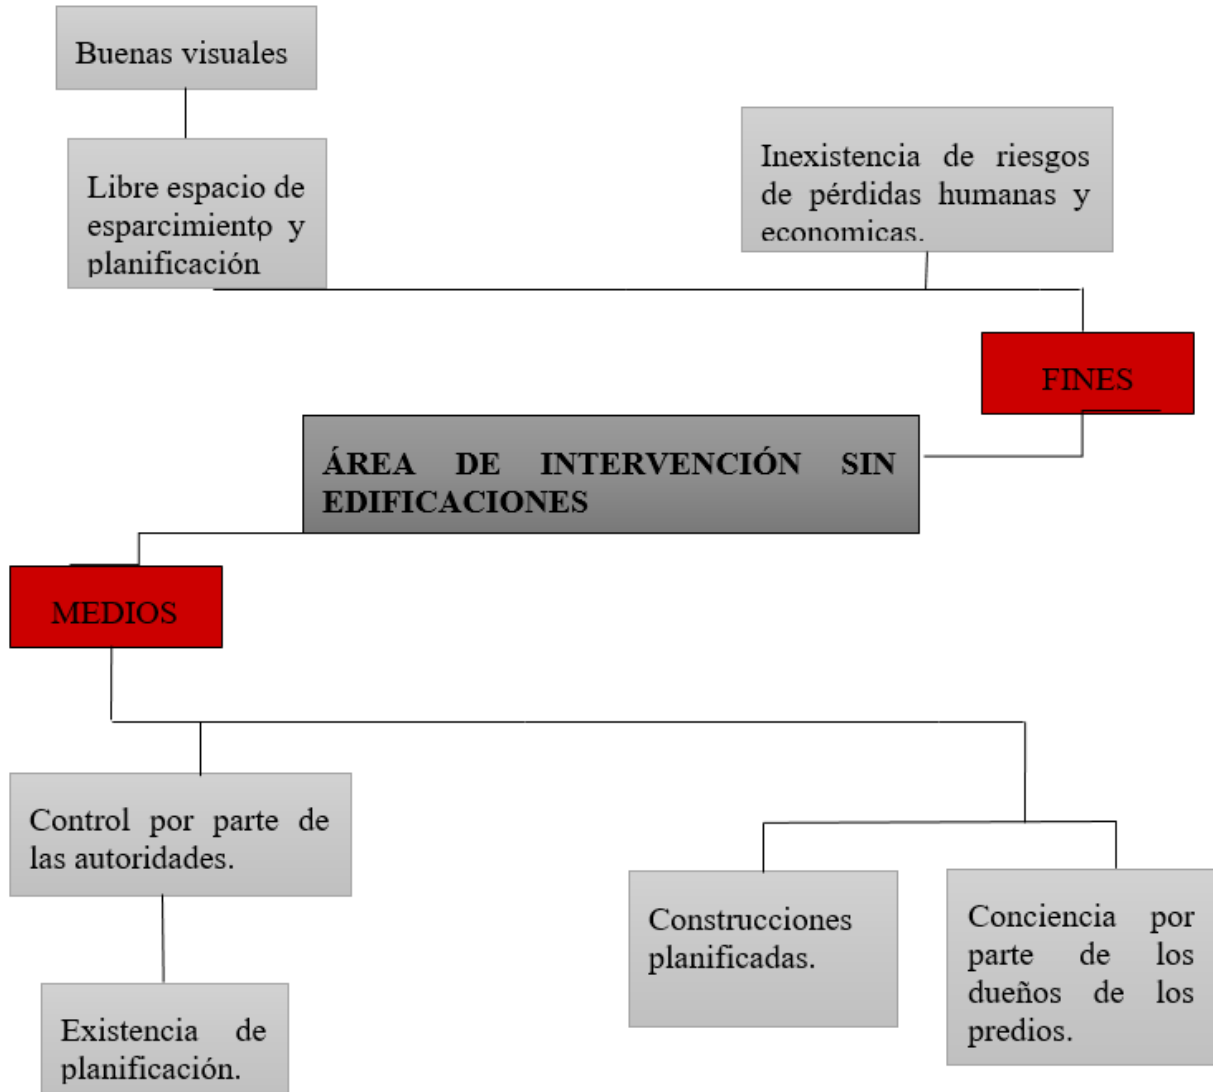 Buenas visuales
Libre espacio de
esparcimiento y
planificación
Inexistencia de riesgos
de pérdidas humanas y
economicas.
FINES
ÁREA DE INTERVENCIÓN SIN
EDIFICACIONES
MEDIOS
Control por parte de
las autoridades.
Existencia de
planificación.
Construcciones
planificadas.
Conciencia por
parte de los
dueños de los
predios.